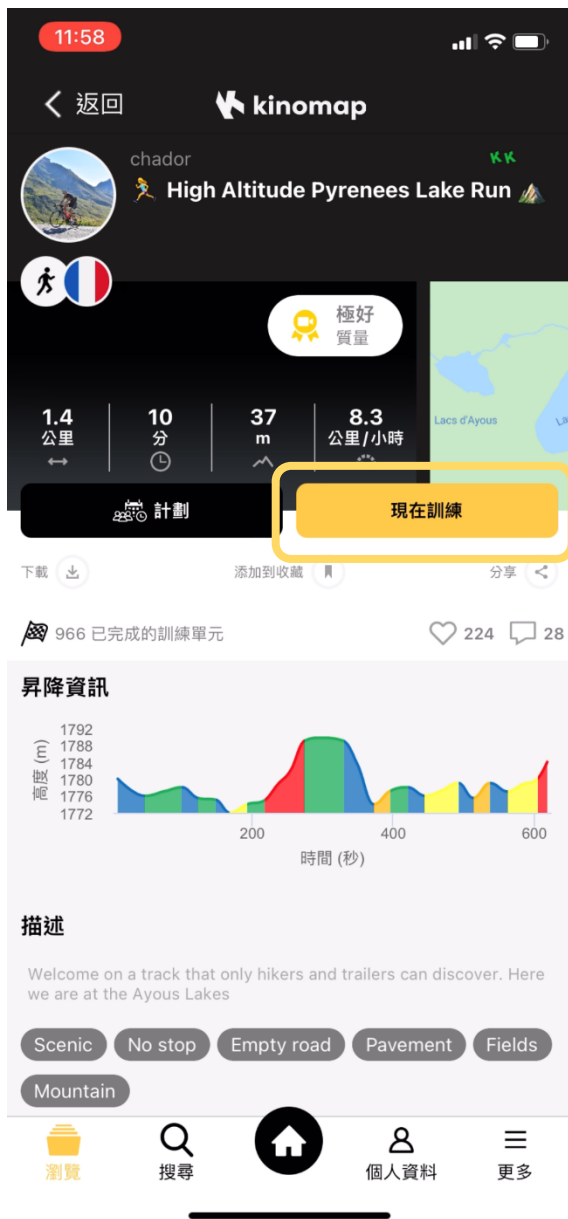 11:58
返回
kinomap
chador
KK
🏃 High Altitude Pyrenees Lake Run ⛰️
極好
質量
1.4 10 37 8.3
公里 分 m 公里/小時
Lacs d'Ayous
La
計劃
現在訓練
下載 添加到收藏 分享
966 已完成的訓練單元 224 28
昇降資訊
1792
1788
1784
1780
1776
1772
高度 (m)
200 400 600
時間 (秒)
描述
Welcome on a track that only hikers and trailers can discover. Here
we are at the Ayous Lakes
Scenic No stop Empty road Pavement Fields
Mountain
瀏覽 搜尋 個人資料 更多